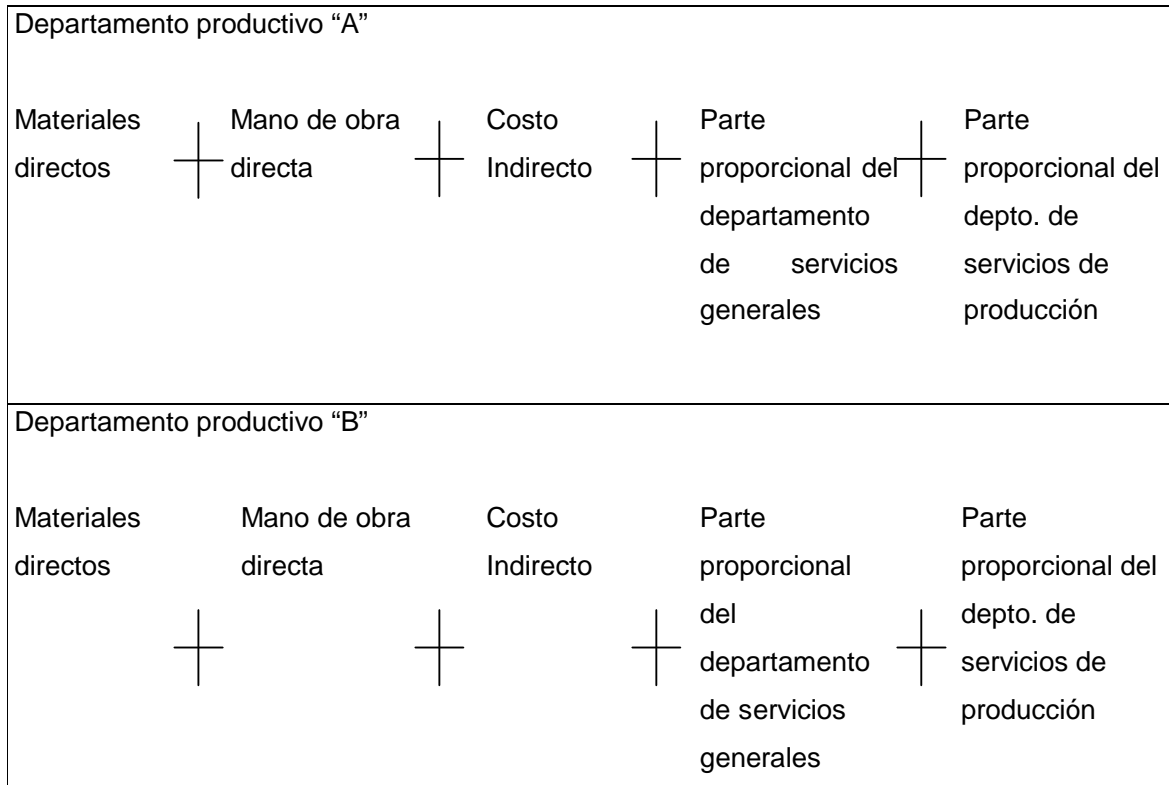 Departamento productivo “A”
Materiales
directos
Mano de obra
directa
Costo
Indirecto
Parte
proporcional del
departamento
de servicios
generales
Parte
proporcional del
depto. de
servicios de
producción
Departamento productivo “B”
Materiales
directos
Mano de obra
directa
Costo
Indirecto
Parte
proporcional
del
departamento
de servicios
generales
Parte
proporcional del
depto. de
servicios de
producción